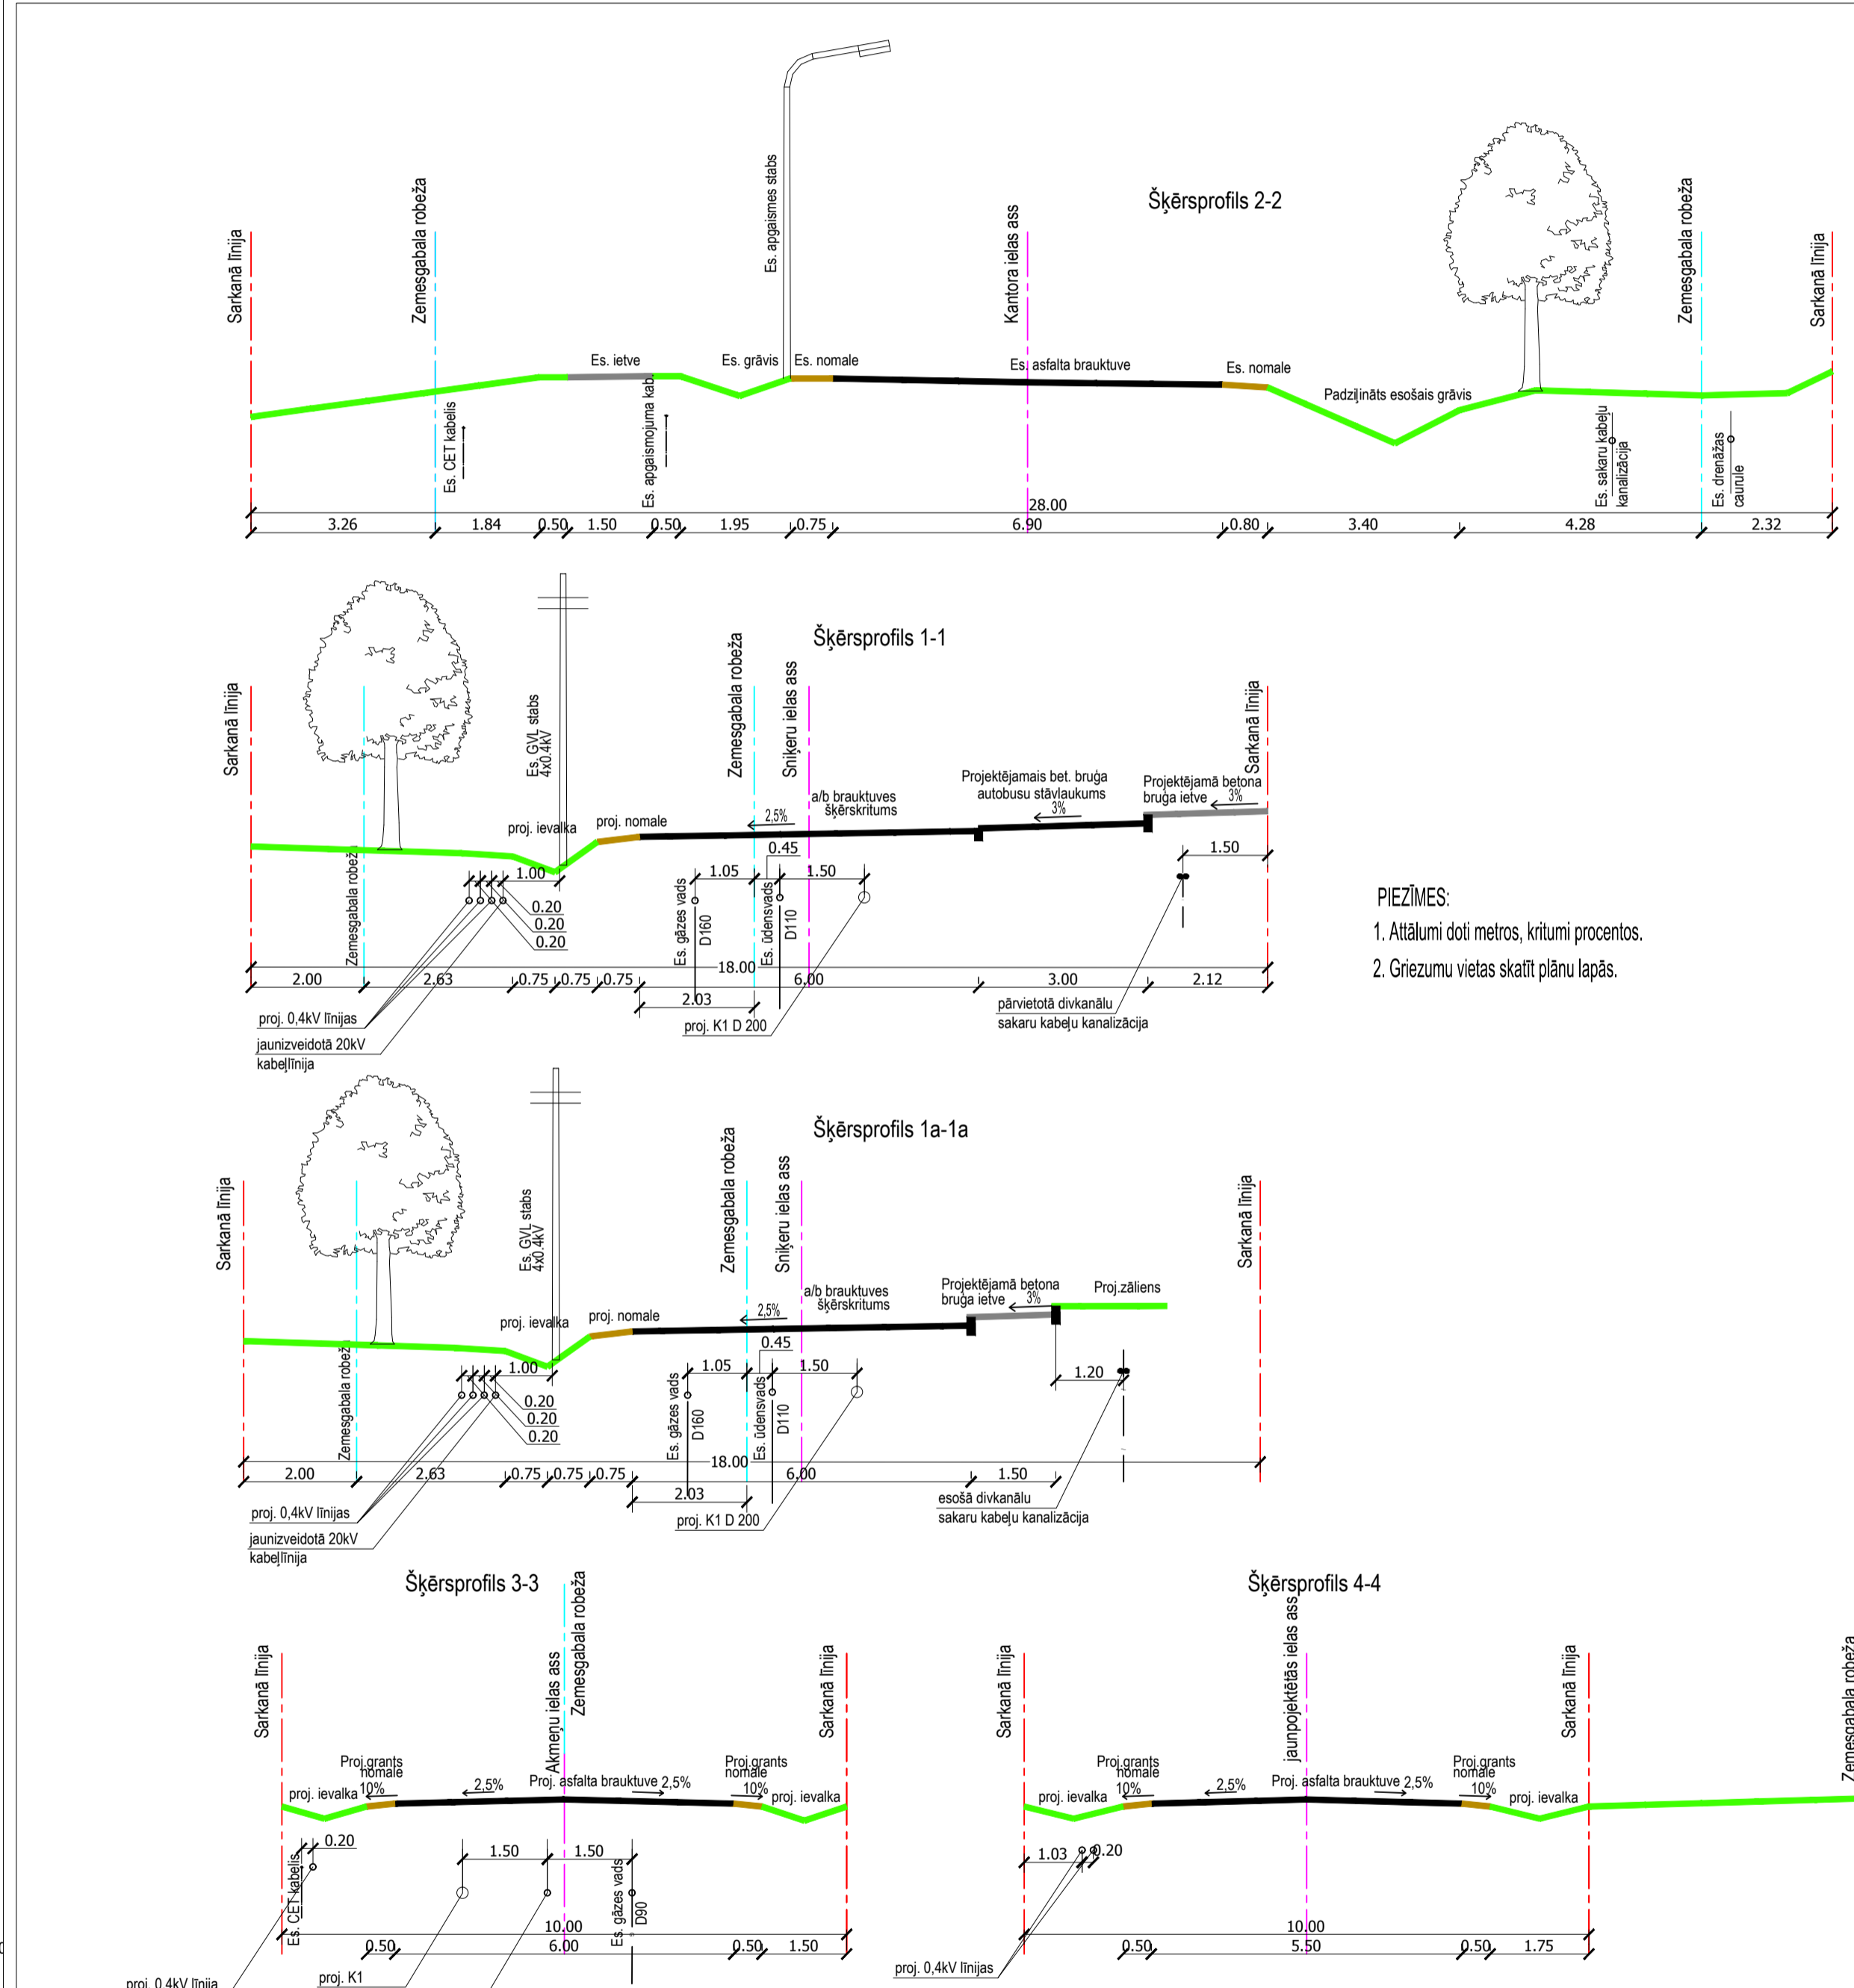 Šķērsprofils 2-2
Sarkanā līnija
Zemesgabala robeža
Es. apgaismes stabs
Kantora ielas ass
Zemesgabala robeža
Sarkanā līnija
Es. ietve
Es. grāvis
Es. nomale
Es. asfalta brauktuve
Es. nomale
Padziļināts esošais grāvis
Es. CET kabelis
Es. apgaismojuma kab.
Es. sakaru kabeļu
kanalizācija
Es. drenāžas
caurule
28.00
3.26 1.84 0.50 1.50 0.50 1.95 0.75 6.90 0.80 3.40 4.28 2.32
Šķērsprofils 1-1
Sarkanā līnija
Es. GVL stabs
4x0.4kV
Zemesgabala robeža
Sniķeru ielas ass
Sarkanā līnija
proj. ievalka
proj. nomale
2,5%
a/b brauktuves
šķērskritums
Projektējamais bet. bruģa
autobusu stāvlaukums
3%
Projektējamā betona
bruģa ietve
3%
Zemesgabala robeža
1.00
0.20
0.20
0.20
1.05
0.45
1.50
1.50
Es. gāzes vads
D160
Es. ūdensvads
D110
18.00
2.00 2.63 0.75 0.75 0.75 6.00 3.00 2.12
2.03
proj. 0,4kV līnijas
jaunizveidotā 20kV
kabeļlīnija
proj. K1 D 200
pārvietotā divkanālu
sakaru kabeļu kanalizācija
PIEZĪMES:
1. Attālumi doti metros, kritumi procentos.
2. Griezumu vietas skatīt plānu lapās.
Šķērsprofils 1a-1a
Sarkanā līnija
Es. GVL stabs
4x0.4kV
Zemesgabala robeža
Sniķeru ielas ass
Sarkanā līnija
proj. ievalka
proj. nomale
2,5%
a/b brauktuves
šķērskritums
Projektējamā betona
bruģa ietve
3%
Proj.zāliens
Zemesgabala robeža
1.00
0.20
0.20
0.20
1.05
0.45
1.50
1.20
Es. gāzes vads
D160
Es. ūdensvads
D110
18.00
2.00 2.63 0.75 0.75 0.75 6.00 1.50
2.03
proj. 0,4kV līnijas
jaunizveidotā 20kV
kabeļlīnija
proj. K1 D 200
esošā divkanālu
sakaru kabeļu kanalizācija
Šķērsprofils 3-3
Sarkanā līnija
Akmeņu ielas ass
Zemesgabala robeža
Sarkanā līnija
proj. ievalka
Proj.grants
nomale
10%
2,5%
Proj. asfalta brauktuve 2,5%
Proj.grants
nomale
10%
proj. ievalka
0.20
1.50
1.50
Es. CET kabelis
Es. gāzes vads
D90
10.00
0.50 6.00 0.50 1.50
proj. 0,4kV līnija
proj. K1
Šķērsprofils 4-4
Sarkanā līnija
jaunpojektētās ielas ass
Sarkanā līnija
Zemesgabala robeža
proj. ievalka
Proj.grants
nomale
10%
2,5%
Proj. asfalta brauktuve 2,5%
Proj.grants
nomale
10%
proj. ievalka
1.03
0.20
10.00
0.50 5.50 0.50 1.75
proj. 0,4kV līnijas